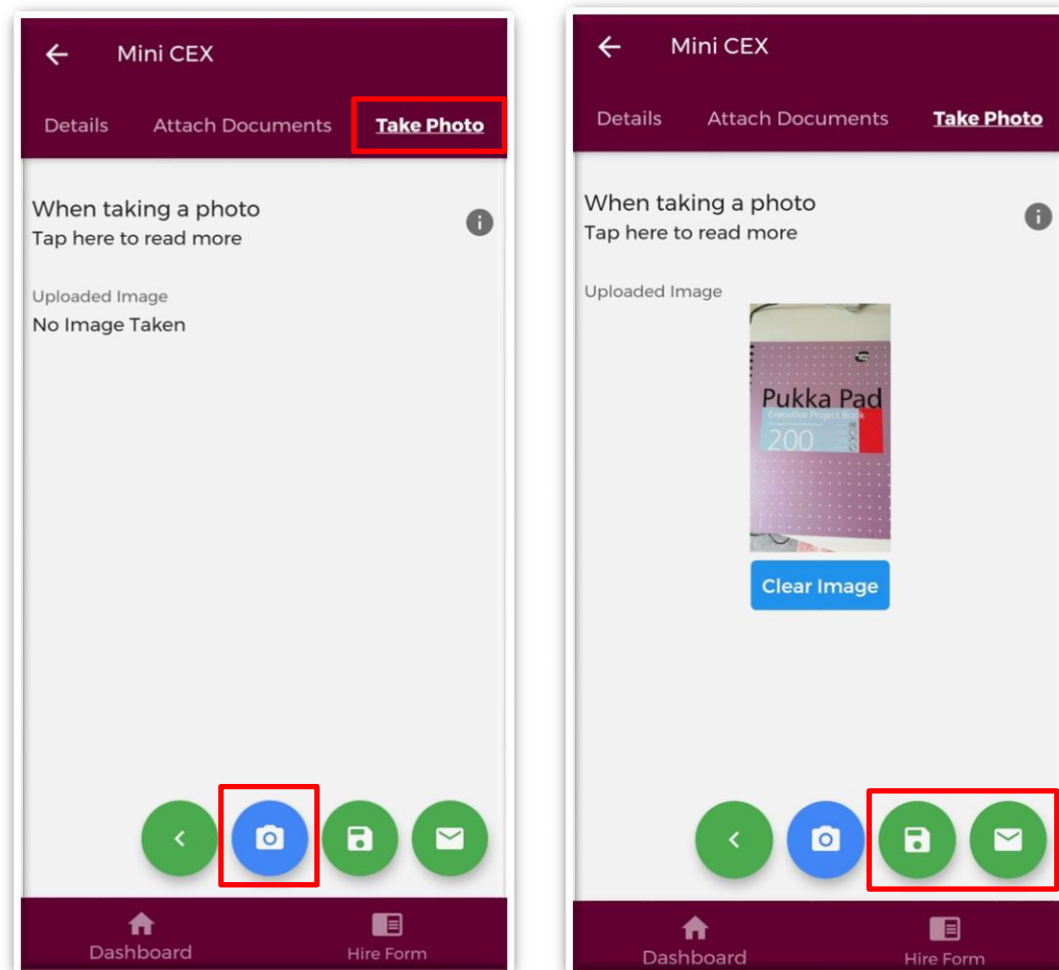 Mini CEX
Details Attach Documents Take Photo
When taking a photo
Tap here to read more
Uploaded Image
No Image Taken
Dashboard Hire Form
Mini CEX
Details Attach Documents Take Photo
When taking a photo
Tap here to read more
Uploaded Image
Pukka Pad
Executive Project Book
200
Clear Image
Dashboard Hire Form